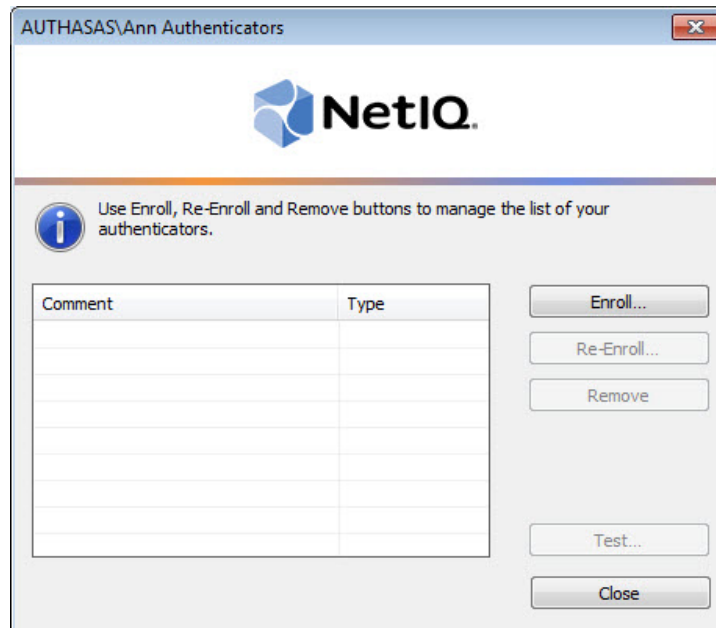 AUTHASAS\Ann Authenticators
NetIQ.
Use Enroll, Re-Enroll and Remove buttons to manage the list of your
authenticators.
Comment Type
Enroll...
Re-Enroll...
Remove
Test...
Close